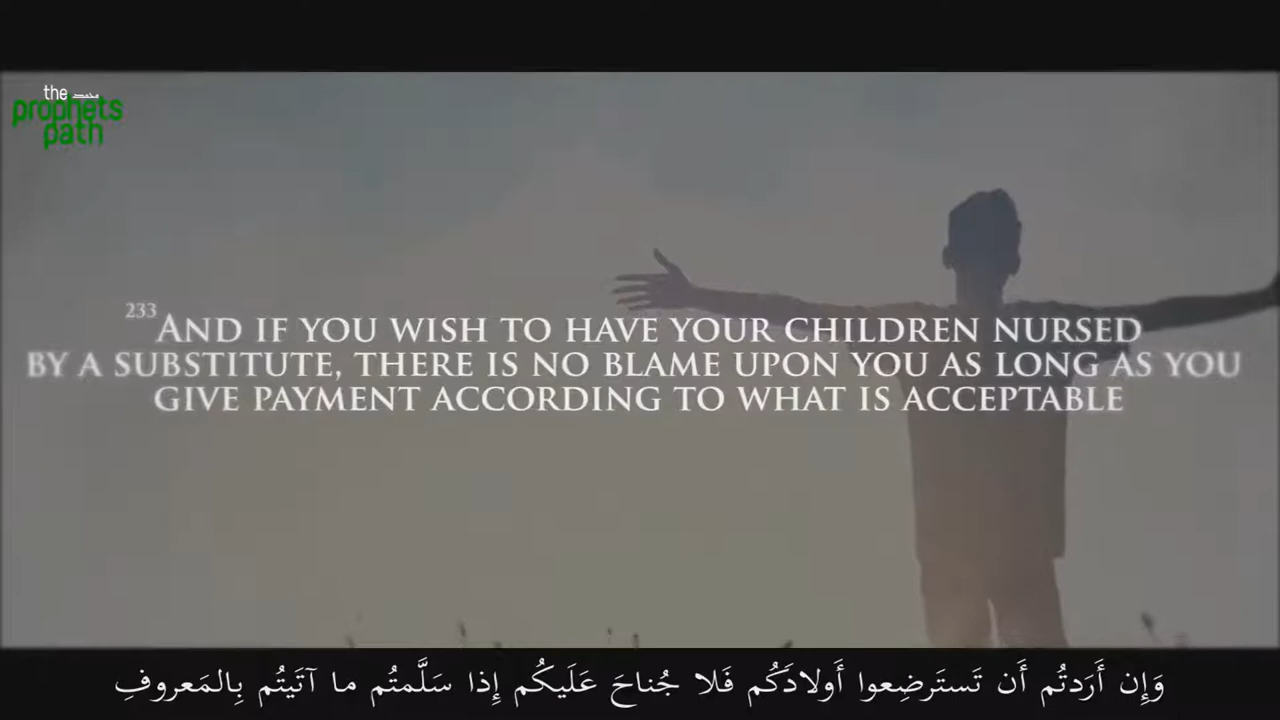 the محمد
prophets
path
233 AND IF YOU WISH TO HAVE YOUR CHILDREN NURSED
BY A SUBSTITUTE, THERE IS NO BLAME UPON YOU AS LONG AS YOU
GIVE PAYMENT ACCORDING TO WHAT IS ACCEPTABLE
وَإِن أَرَدتُم أَن تَستَرضِعوا أَولادَكُم فَلا جُناحَ عَلَيكُم إِذا سَلَّمتُم ما آتَيتُم بِالمَعروفِ